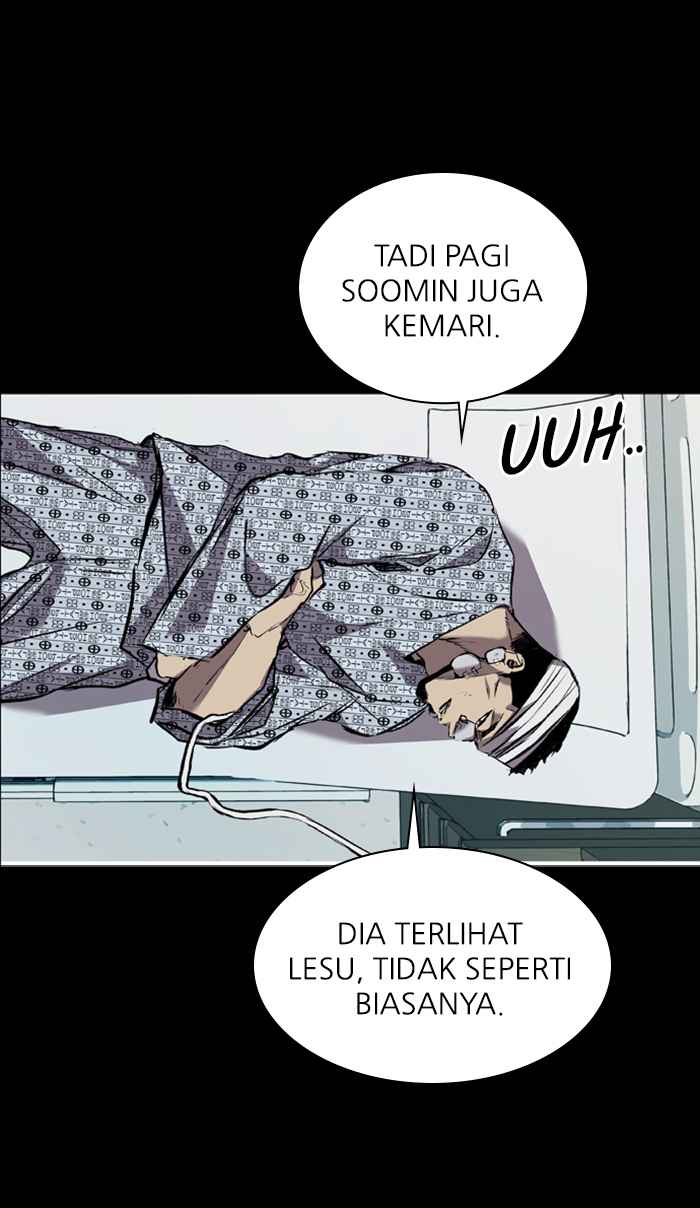 TADI PAGI
SOOMIN JUGA
KEMARI.
UUH..
DIA TERLIHAT
LESU, TIDAK SEPERTI
BIASANYA.